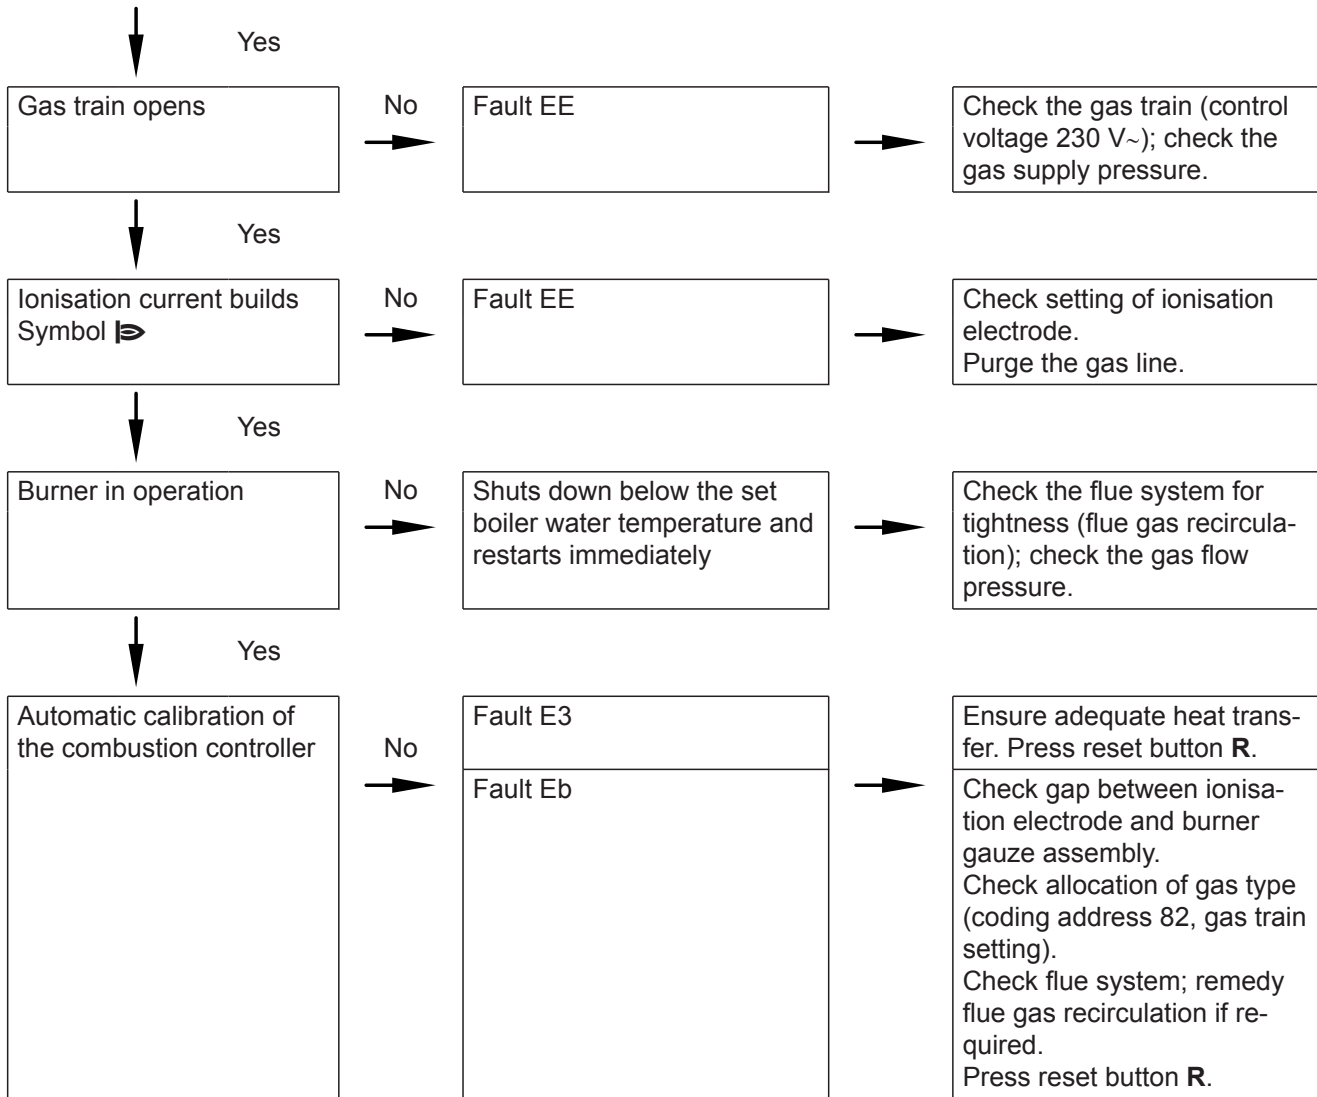 Yes
Gas train opens
No
Fault EE
Check the gas train (control
voltage 230 V~); check the
gas supply pressure.
Yes
Ionisation current builds
Symbol
No
Fault EE
Check setting of ionisation
electrode.
Purge the gas line.
Yes
Burner in operation
No
Shuts down below the set
boiler water temperature and
restarts immediately
Check the flue system for
tightness (flue gas recircula-
tion); check the gas flow
pressure.
Yes
Automatic calibration of
the combustion controller
No
Fault E3
Ensure adequate heat trans-
fer. Press reset button R.
Fault Eb
Check gap between ionisa-
tion electrode and burner
gauze assembly.
Check allocation of gas type
(coding address 82, gas train
setting).
Check flue system; remedy
flue gas recirculation if re-
quired.
Press reset button R.